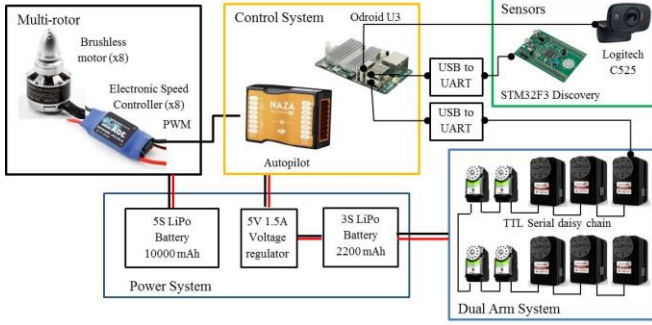 Multi-rotor
Brushless
motor (x8)
Electronic Speed
Controller (x8)
PWM
Control System
Odroid U3
NAZA
Autopilot
Sensors
Logitech
C525
STM32F3 Discovery
USB to
UART
USB to
UART
5S LiPo
Battery
10000 mAh
5V 1.5A
Voltage
regulator
3S LiPo
Battery
2200 mAh
Power System
TTL Serial daisy chain
Dual Arm System